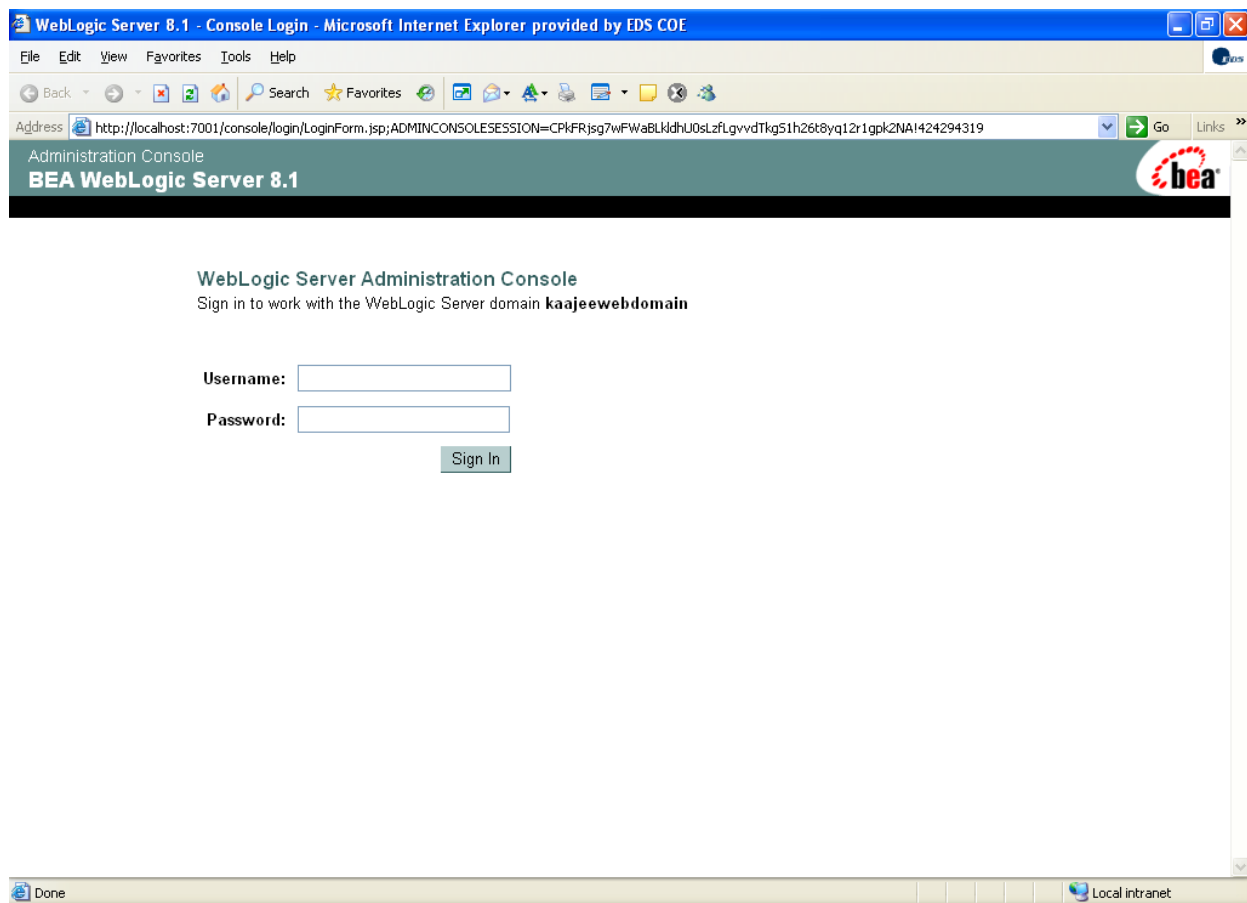 WebLogic Server 8.1 - Console Login - Microsoft Internet Explorer provided by EDS COE
File Edit View Favorites Tools Help
Back Search Favorites
Address http://localhost:7001/console/login/LoginForm.jsp;ADMINCONSOLESESSION=CPkFRjsg7wFWaBLkldhU0sLzfLgvvdTkgS1h26t8yq12r1gpk2NA!424294319 Go Links »
Administration Console
BEA WebLogic Server 8.1
bea
WebLogic Server Administration Console
Sign in to work with the WebLogic Server domain kaajeewebdomain
Username:
Password:
Sign In
Done Local intranet